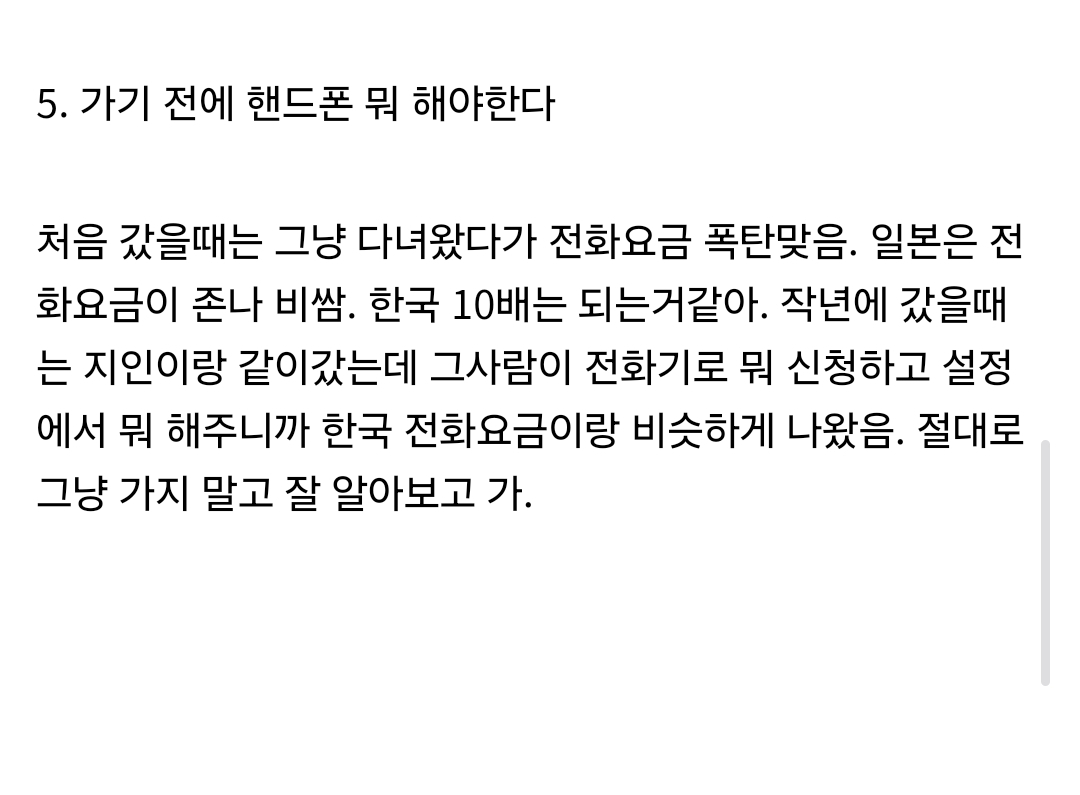 5. 가기 전에 핸드폰 뭐 해야한다
처음 갔을때는 그냥 다녀왔다가 전화요금 폭탄맞음. 일본은 전
화요금이 존나 비쌈. 한국 10배는 되는거같아. 작년에 갔을때
는 지인이랑 같이갔는데 그사람이 전화기로 뭐 신청하고 설정
에서 뭐 해주니까 한국 전화요금이랑 비슷하게 나왔음. 절대로
그냥 가지 말고 잘 알아보고 가.